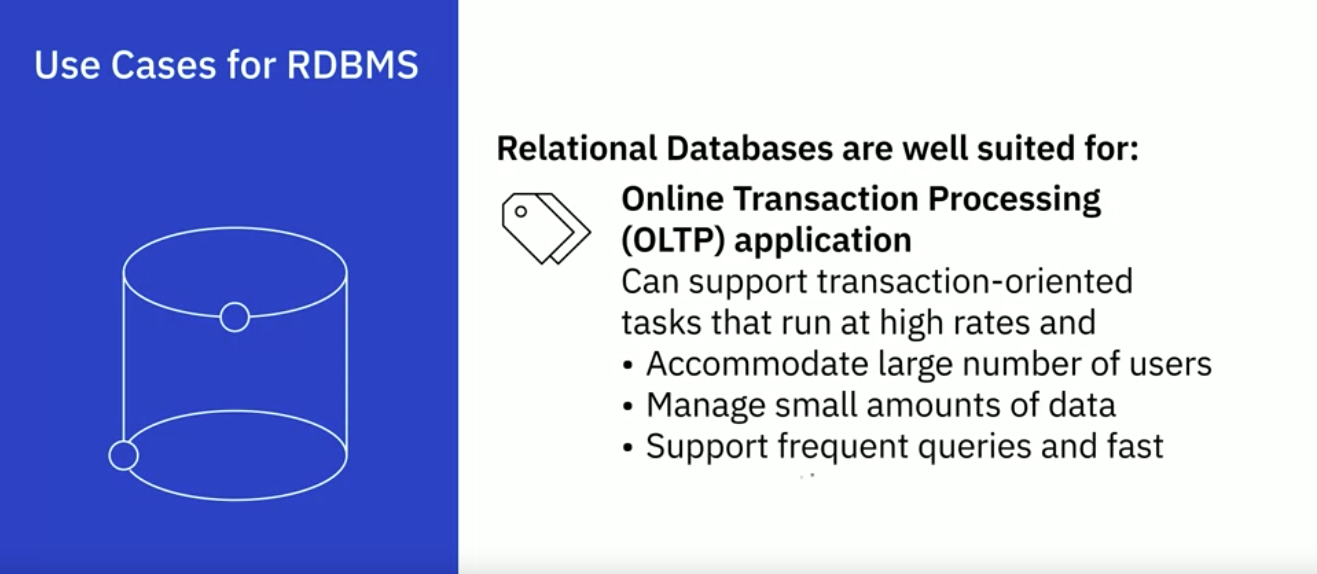 Use Cases for RDBMS
Relational Databases are well suited for:
Online Transaction Processing
(OLTP) application
Can support transaction-oriented
tasks that run at high rates and
• Accommodate large number of users
• Manage small amounts of data
• Support frequent queries and fast